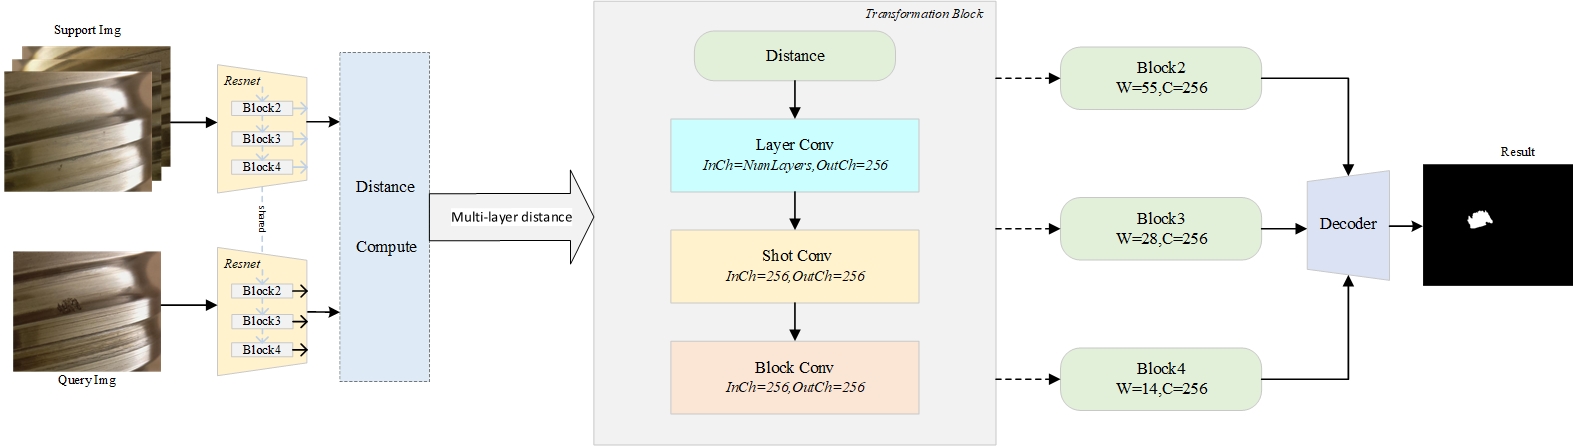 Support Img
Resnet
Block2
Block3
Block4
shared
Resnet
Block2
Block3
Block4
Query Img
Distance
Compute
Multi-layer distance
Transformation Block
Distance
Layer Conv
InCh=NumLayers,OutCh=256
Shot Conv
InCh=256,OutCh=256
Block Conv
InCh=256,OutCh=256
Block2
W=55,C=256
Block3
W=28,C=256
Block4
W=14,C=256
Decoder
Result